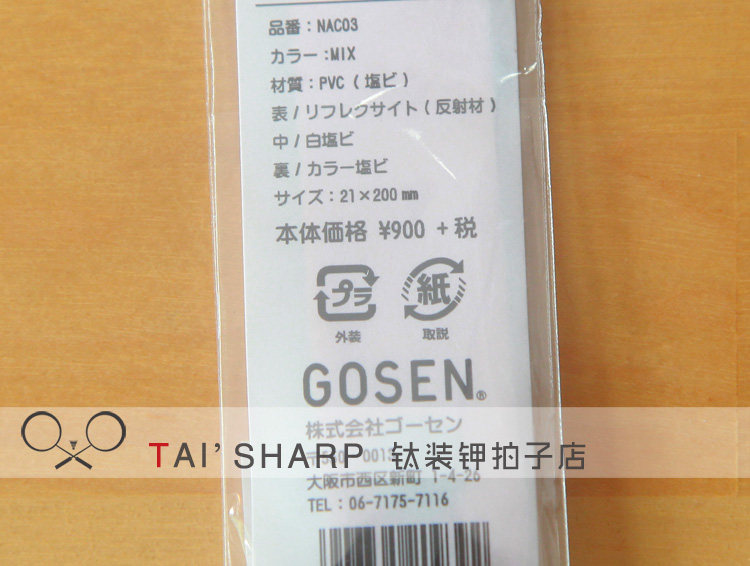 品番：NAC03
カラー：MIX
材質：PVC（塩ビ）
表/リフレクサイト（反射材）
中/白塩ビ
裏/カラー塩ビ
サイズ：21×200㎜
本体価格 ¥900 +税
プラ
外装
紙
取説
GOSEN®
株式会社ゴーセン
TAI'SHARP 钛装钾拍子店
大阪市西区新町 1-4-26
TEL：06-7175-7116